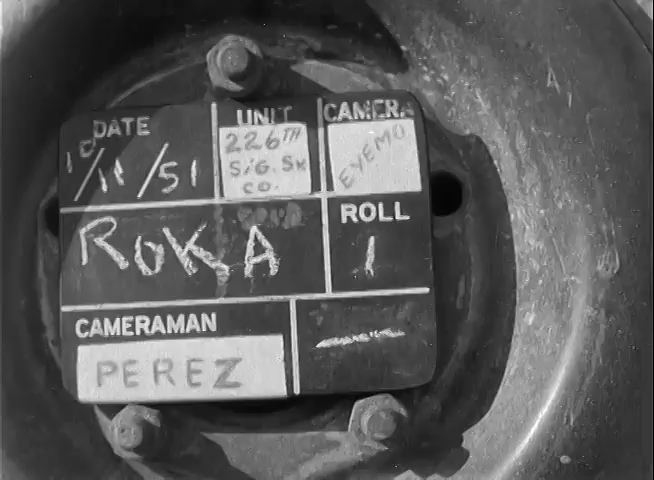 DATE
10/11/51
UNIT
226TH
SIG. SV
CO.
CAMERA
EYEMO
ROKA
ROLL
1
CAMERAMAN
PEREZ